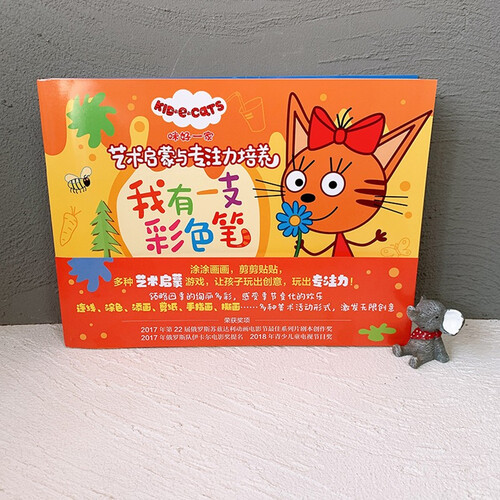 KID-E-CATS
咪好一家
艺术启蒙与专注力培养
我有一支
彩色笔
涂涂画画，剪剪贴贴，
多种艺术启蒙游戏，让孩子玩出创意，玩出专注力！
领略四季的绚丽多彩，感受季节变化的欢乐
连线、涂色、添画、剪纸、手指画、拓画……多种美术活动形式，激发无限创意
荣获奖项
2017年第22届俄罗斯苏兹达利动画电影节最佳系列片剧本创作奖
2017年俄罗斯队伊卡尔电影奖提名 2018年青少儿童电视节目奖